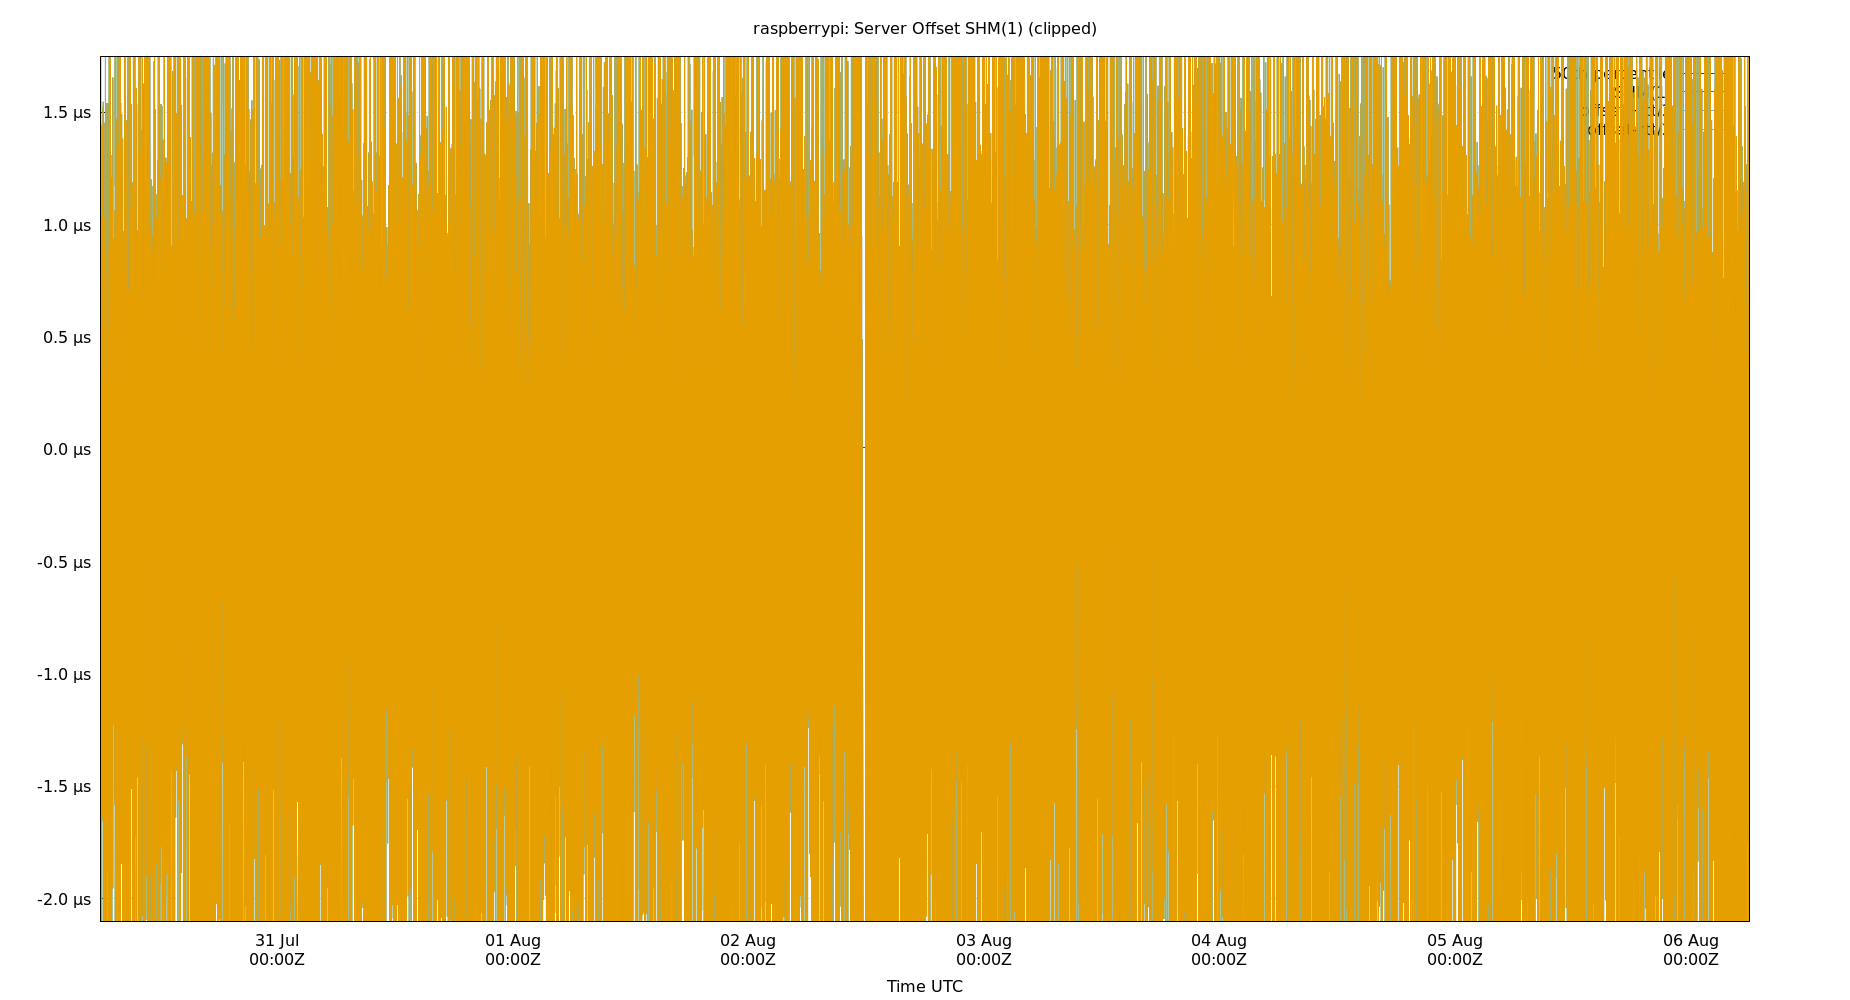 raspberrypi: Server Offset SHM(1) (clipped)
1.5 µs
1.0 µs
0.5 µs
0.0 µs
-0.5 µs
-1.0 µs
-1.5 µs
-2.0 µs
31 Jul
00:00Z
01 Aug
00:00Z
02 Aug
00:00Z
03 Aug
00:00Z
04 Aug
00:00Z
05 Aug
00:00Z
06 Aug
00:00Z
Time UTC